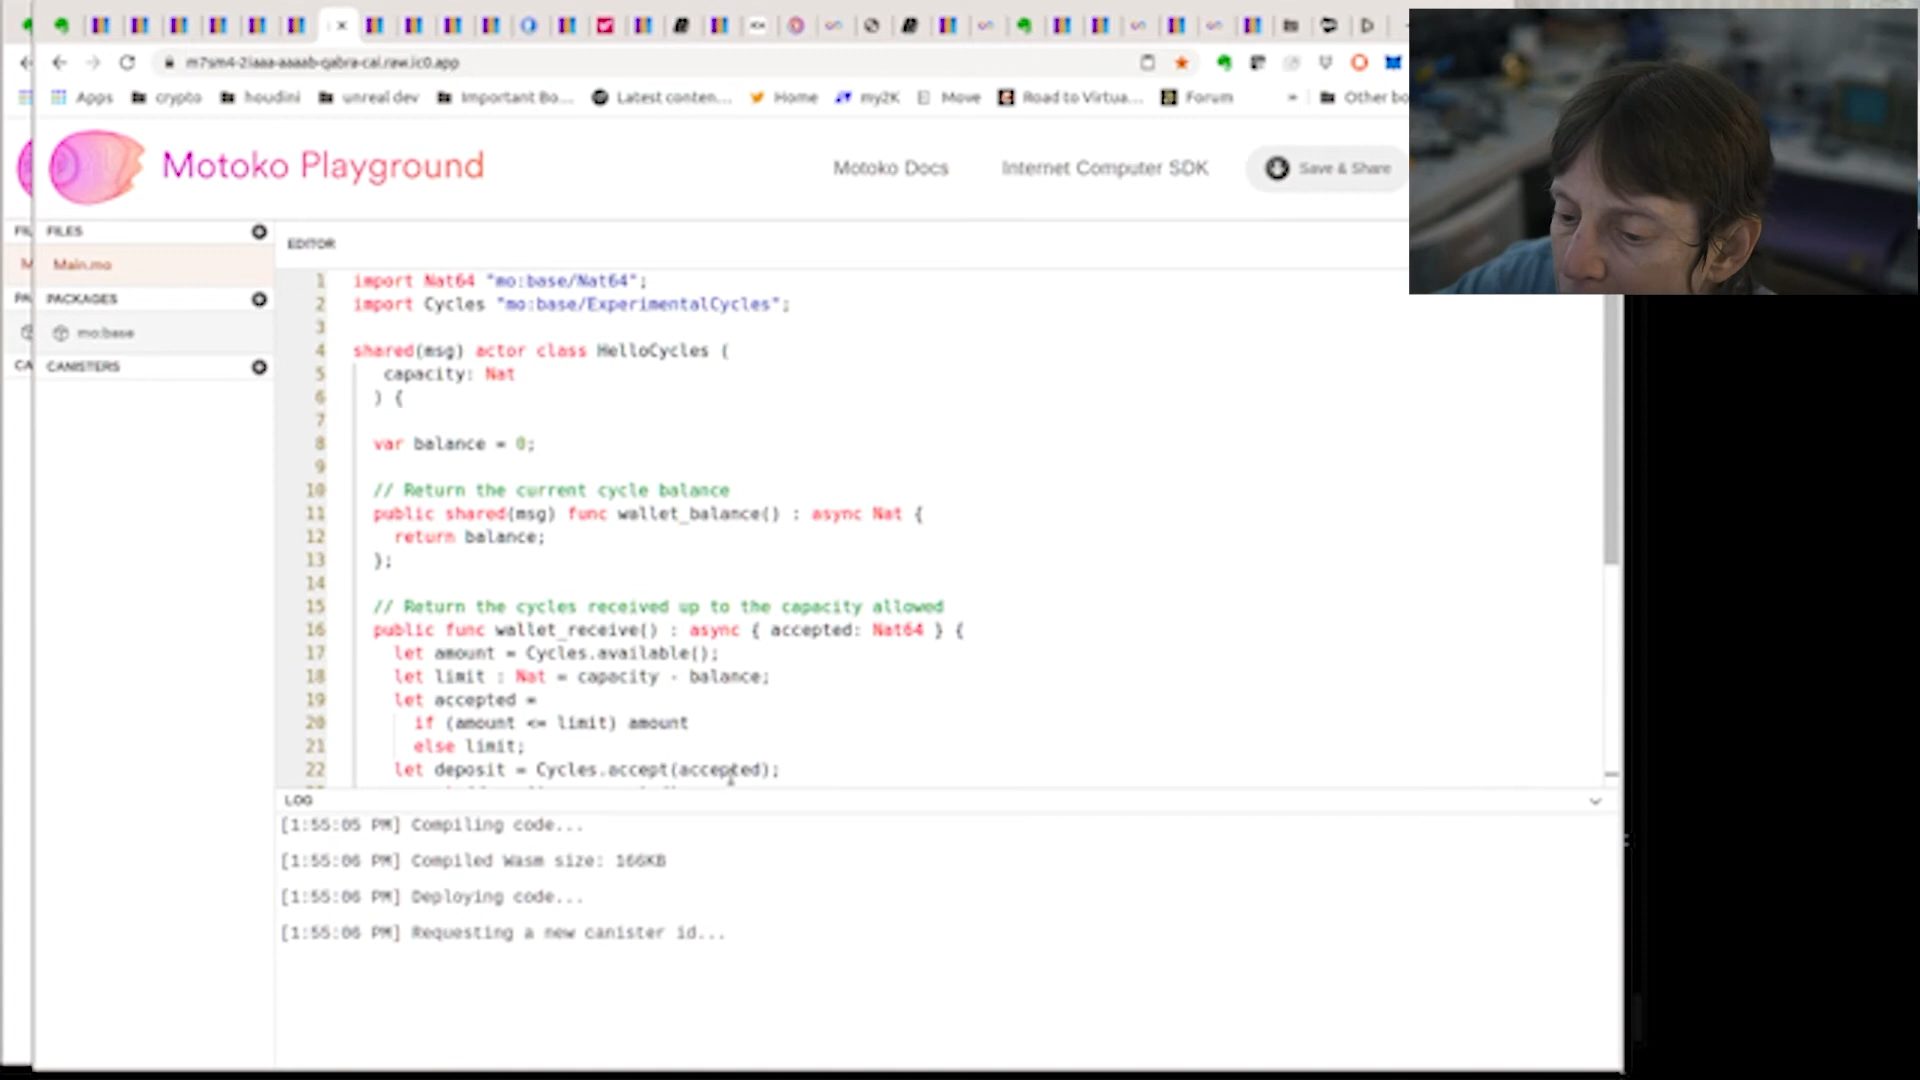 m7sm4-2iaaa-aaaab-qabra-cai.raw.ic0.app
Apps crypto houdini unreal dev Important Bo... Latest conten... Home my2K Move Road to Virtua... Forum » Other bo
Motoko Playground
Motoko Docs Internet Computer SDK Save & Share
FIL FILES
EDITOR
M Main.mo
PA PACKAGES
mo:base
CA CANISTERS
1 import Nat64 "mo:base/Nat64";
2 import Cycles "mo:base/ExperimentalCycles";
3
4 shared(msg) actor class HelloCycles (
5 capacity: Nat
6 ) {
7
8 var balance = 0;
9
10 // Return the current cycle balance
11 public shared(msg) func wallet_balance() : async Nat {
12 return balance;
13 };
14
15 // Return the cycles received up to the capacity allowed
16 public func wallet_receive() : async { accepted: Nat64 } {
17 let amount = Cycles.available();
18 let limit : Nat = capacity - balance;
19 let accepted =
20 if (amount <= limit) amount
21 else limit;
22 let deposit = Cycles.accept(accepted);
LOG
[1:55:05 PM] Compiling code...
[1:55:06 PM] Compiled Wasm size: 166KB
[1:55:06 PM] Deploying code...
[1:55:06 PM] Requesting a new canister id...